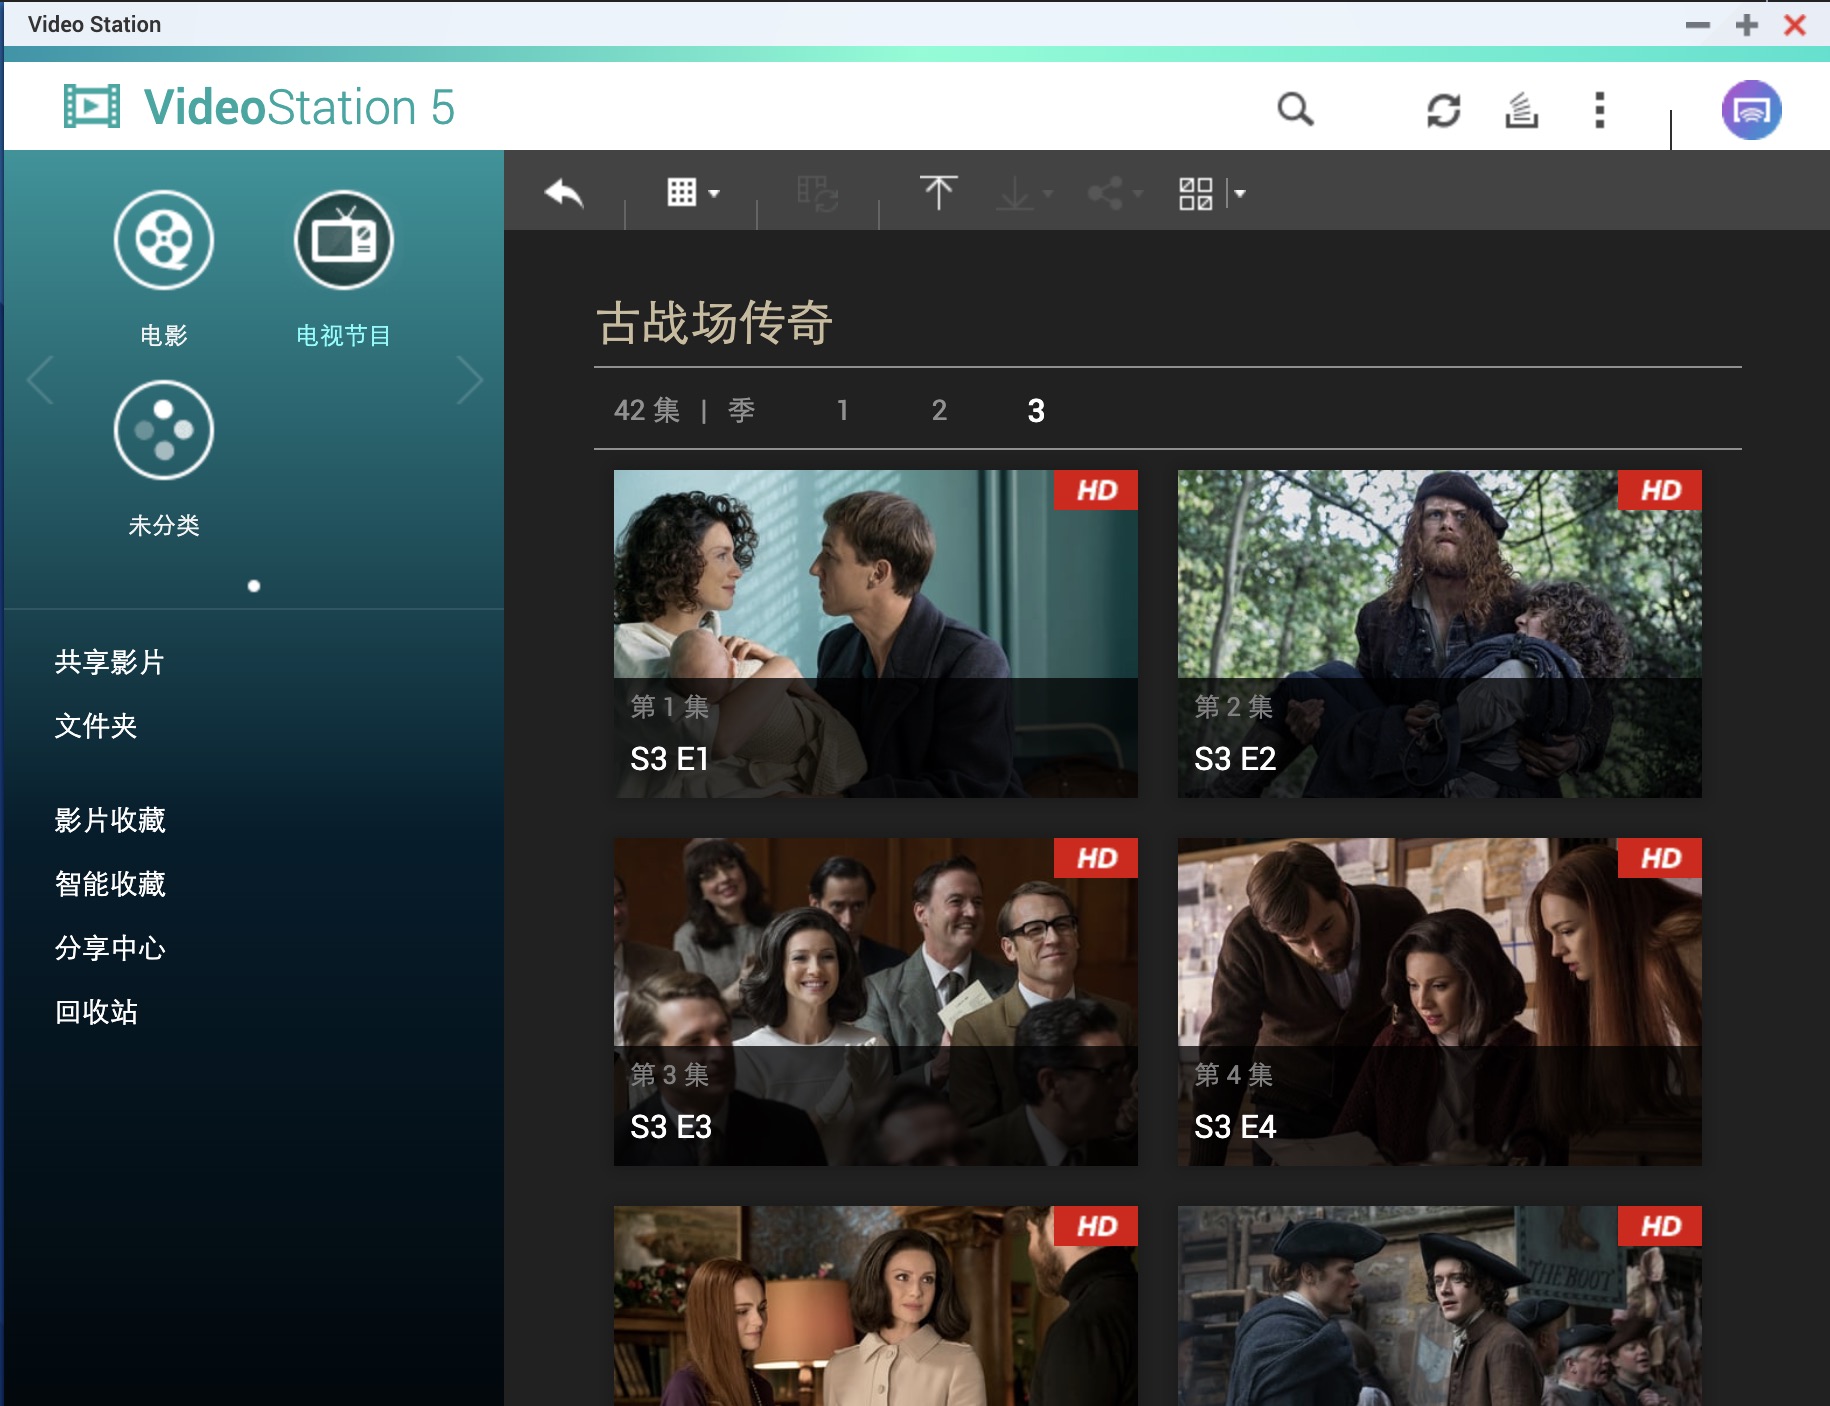 Video Station
VideoStation 5
电影
电视节目
未分类
共享影片
文件夹
影片收藏
智能收藏
分享中心
回收站
古战场传奇
42 集 | 季 1 2 3
HD
第 1 集
S3 E1
HD
第 2 集
S3 E2
HD
第 3 集
S3 E3
HD
第 4 集
S3 E4
HD
HD
THE BOOT